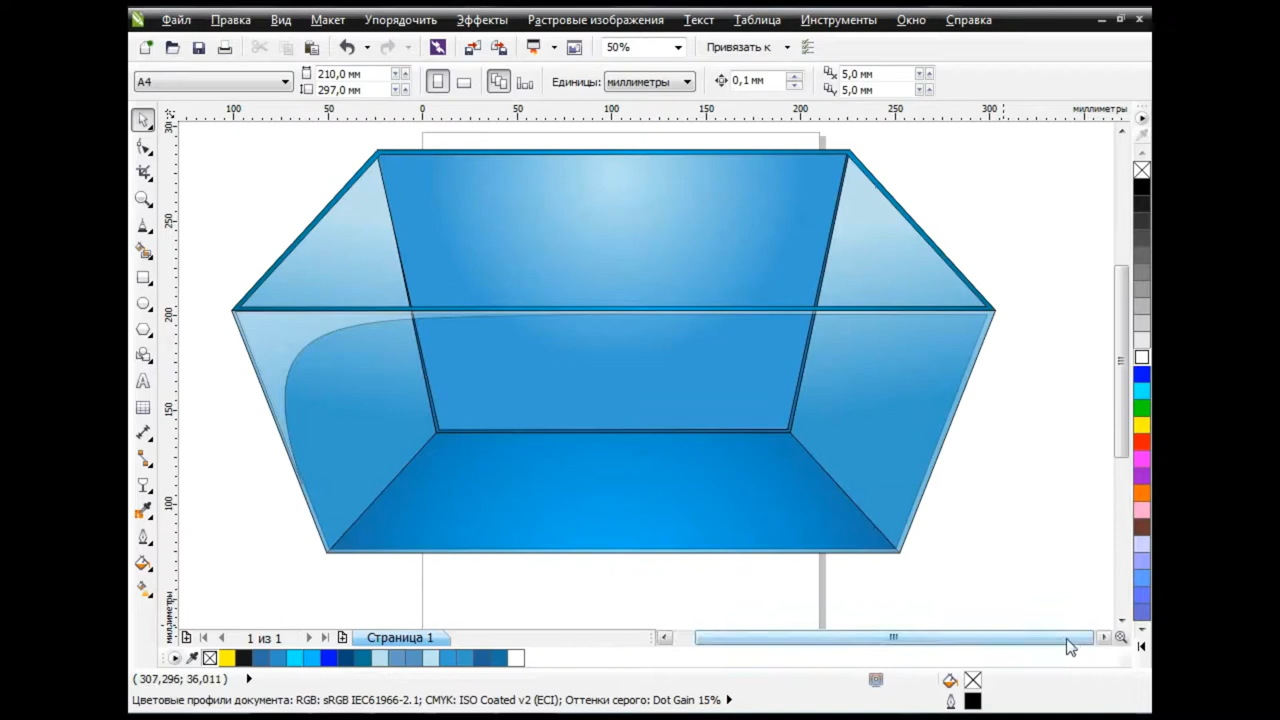 Файл Правка Вид Макет Упорядочить Эффекты Растровые изображения Текст Таблица Инструменты Окно Справка
50% Привязать к
A4 210,0 мм 297,0 мм Единицы: миллиметры 0,1 мм 5,0 мм 5,0 мм
100 50 0 50 100 150 200 250 300 миллиметры
300
250
200
150
100
миллиметры
1 из 1 Страница 1
( 307,296; 36,011 )
Цветовые профили документа: RGB: sRGB IEC61966-2.1; CMYK: ISO Coated v2 (ECI); Оттенки серого: Dot Gain 15%